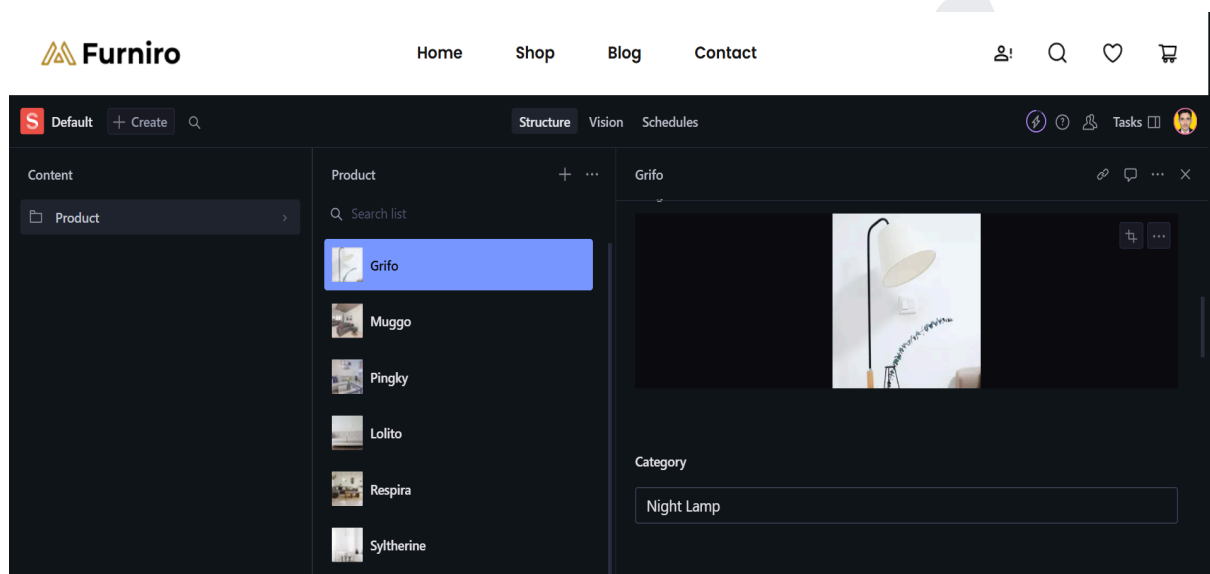 Furniro Home Shop Blog Contact
S Default + Create Structure Vision Schedules Tasks
Content
Product
Product
Search list
Grifo
Muggo
Pingky
Lolito
Respira
Syltherine
Grifo
Category
Night Lamp